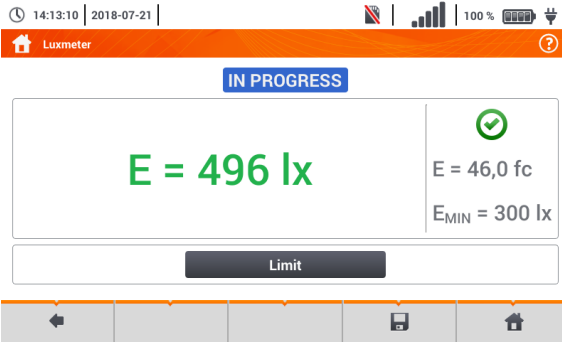 14:13:10 2018-07-21 100 %
Luxmeter ?
IN PROGRESS
E = 496 lx
E = 46,0 fc
EMIN = 300 lx
Limit